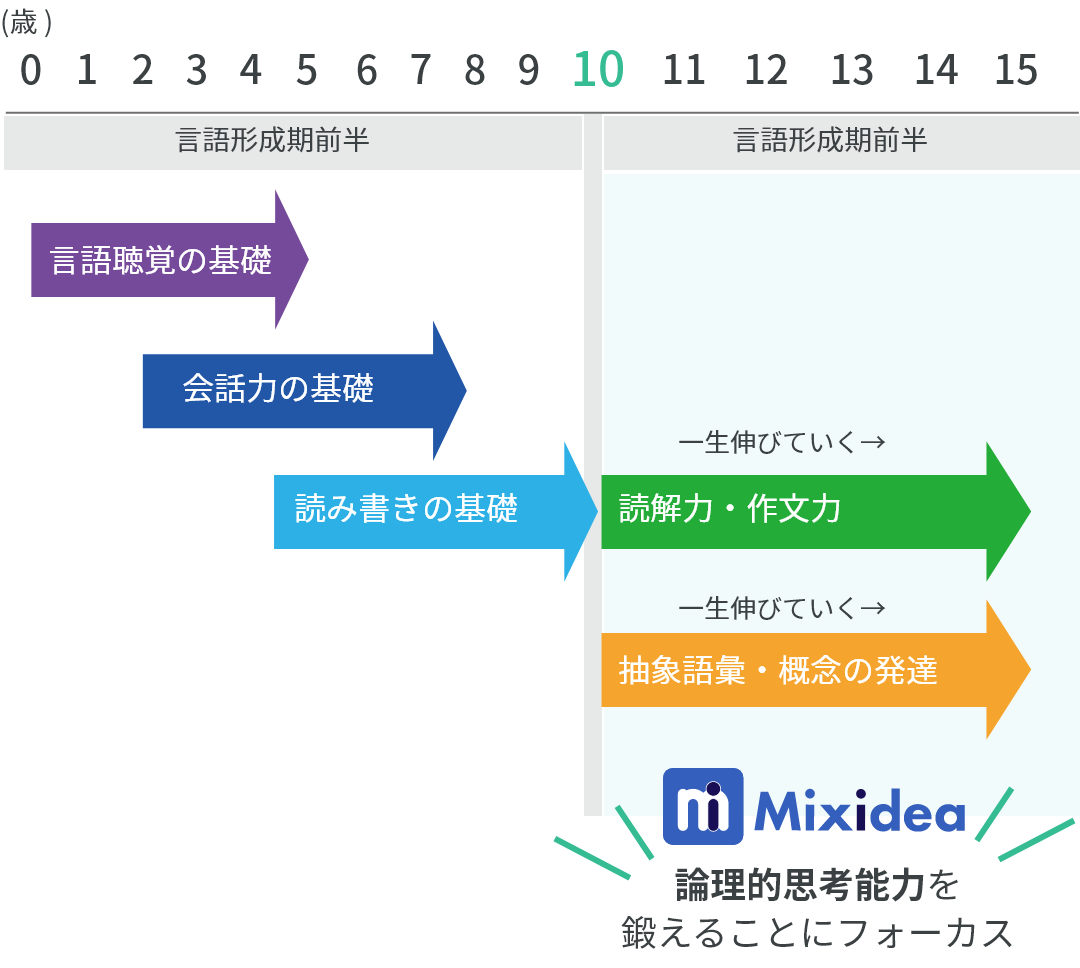 (歳)
0 1 2 3 4 5 6 7 8 9 10 11 12 13 14 15
言語形成期前半 言語形成期前半
言語聴覚の基礎
会話力の基礎
一生伸びていく→
読み書きの基礎 読解力・作文力
一生伸びていく→
抽象語彙・概念の発達
mi Mixidea
論理的思考能力を
鍛えることにフォーカス